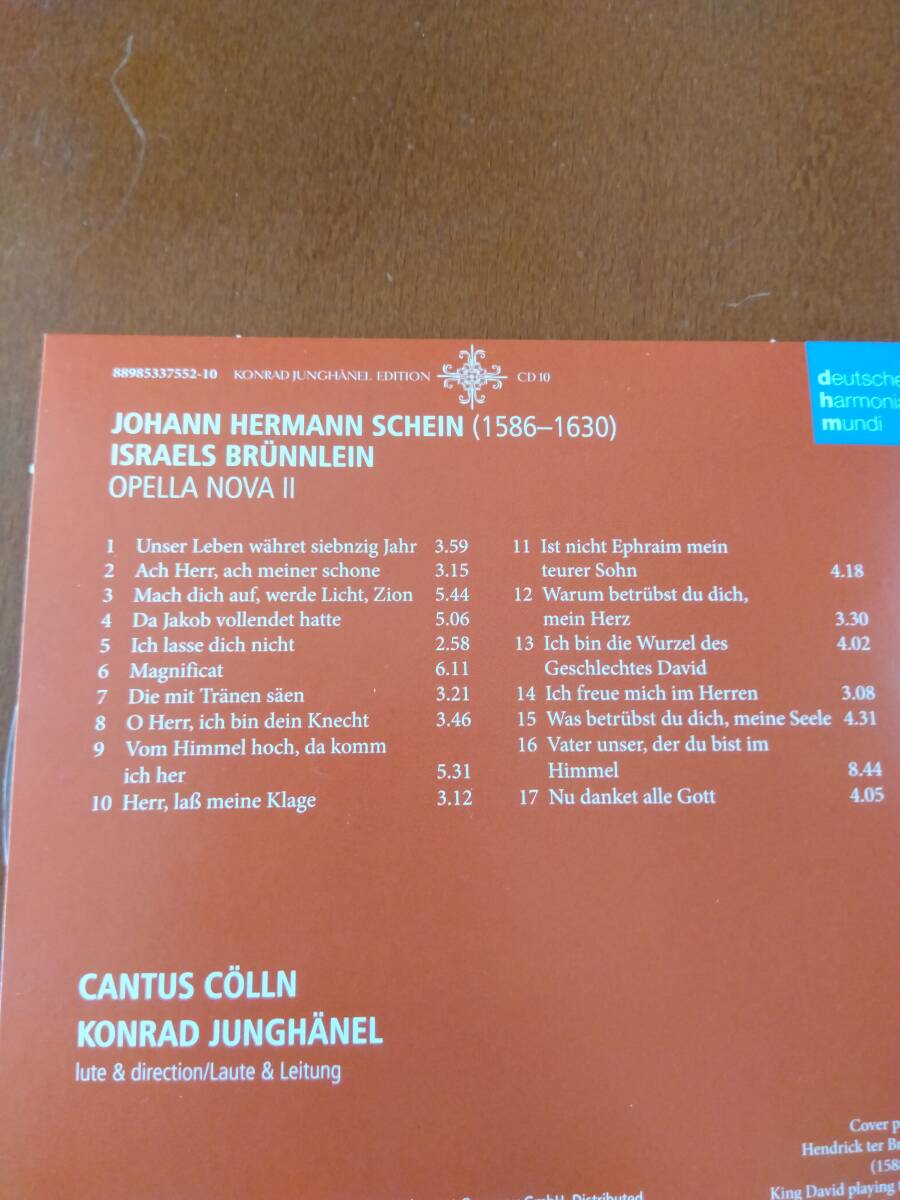 88985337552-10 KONRAD JUNGHÄNEL EDITION CD 10
deutsche
harmonia
mundi
JOHANN HERMANN SCHEIN (1586–1630)
ISRAELS BRÜNNLEIN
OPELLA NOVA II
1 Unser Leben währet siebnzig Jahr 3.59
2 Ach Herr, ach meiner schone 3.15
3 Mach dich auf, werde Licht, Zion 5.44
4 Da Jakob vollendet hatte 5.06
5 Ich lasse dich nicht 2.58
6 Magnificat 6.11
7 Die mit Tränen säen 3.21
8 O Herr, ich bin dein Knecht 3.46
9 Vom Himmel hoch, da komm
ich her 5.31
10 Herr, laß meine Klage 3.12
11 Ist nicht Ephraim mein
teurer Sohn 4.18
12 Warum betrübst du dich,
mein Herz 3.30
13 Ich bin die Wurzel des 4.02
Geschlechtes David
14 Ich freue mich im Herren 3.08
15 Was betrübst du dich, meine Seele 4.31
16 Vater unser, der du bist im
Himmel 8.44
17 Nu danket alle Gott 4.05
CANTUS CÖLLN
KONRAD JUNGHÄNEL
lute & direction/Laute & Leitung
Cover
Hendrick ter
(158
King David playing
GmbH. Distributed